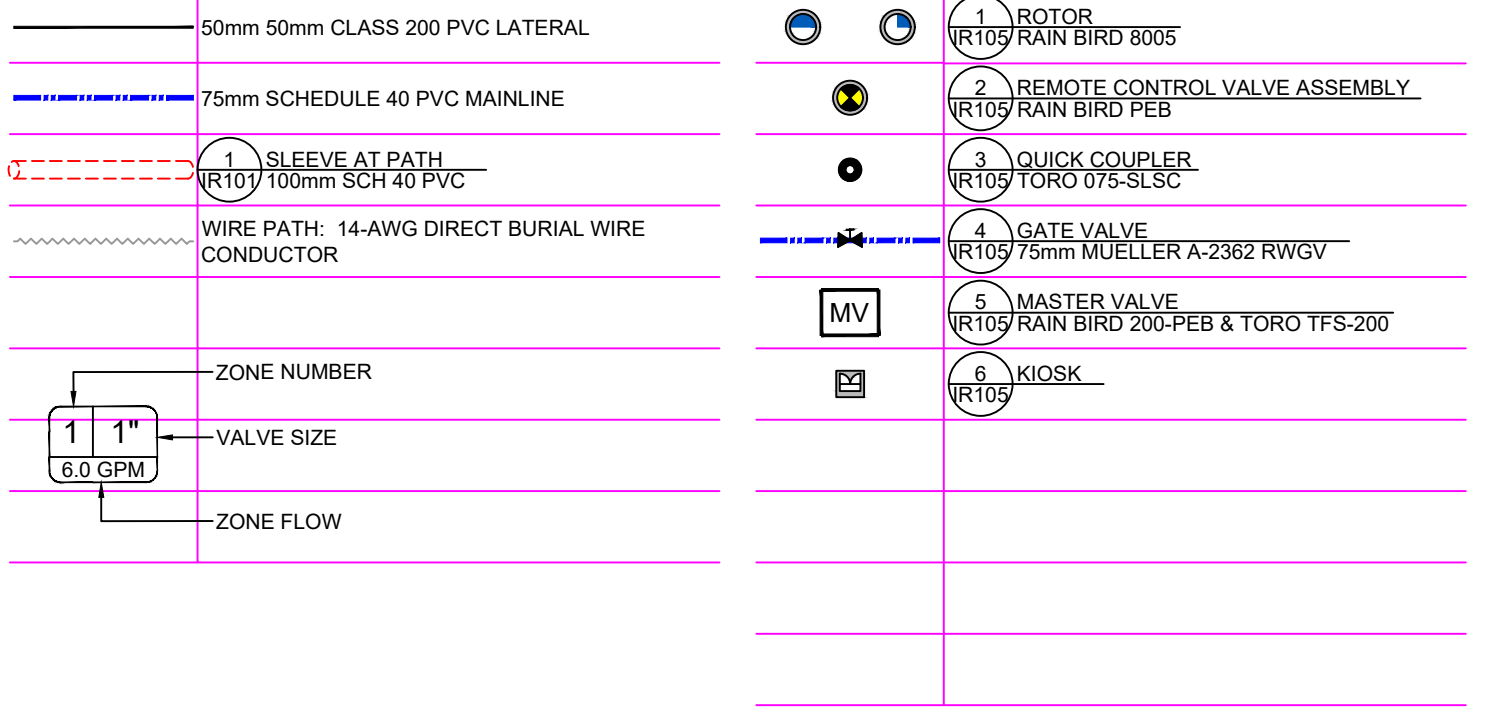 50mm 50mm CLASS 200 PVC LATERAL
75mm SCHEDULE 40 PVC MAINLINE
1 SLEEVE AT PATH
IR101 100mm SCH 40 PVC
WIRE PATH: 14-AWG DIRECT BURIAL WIRE
CONDUCTOR
ZONE NUMBER
1 1"
VALVE SIZE
6.0 GPM
ZONE FLOW
1 ROTOR
IR105 RAIN BIRD 8005
2 REMOTE CONTROL VALVE ASSEMBLY
IR105 RAIN BIRD PEB
3 QUICK COUPLER
IR105 TORO 075-SLSC
4 GATE VALVE
IR105 75mm MUELLER A-2362 RWGV
MV
5 MASTER VALVE
IR105 RAIN BIRD 200-PEB & TORO TFS-200
6 KIOSK
IR105